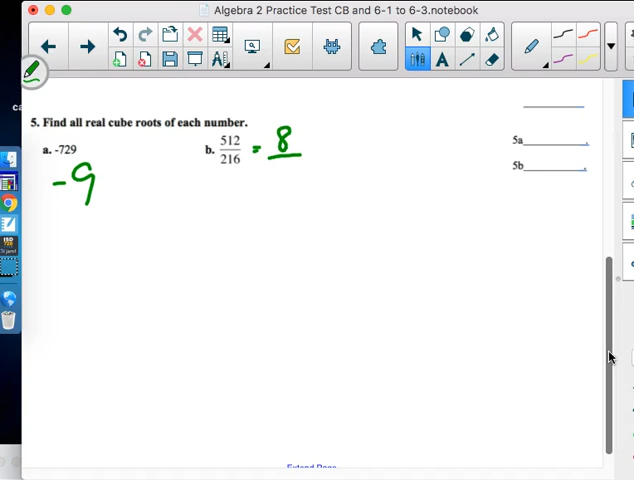 Algebra 2 Practice Test CB and 6-1 to 6-3.notebook
5. Find all real cube roots of each number.
a. -729
b. 512/216 = 8
-9
5a.
5b.
Extend Page